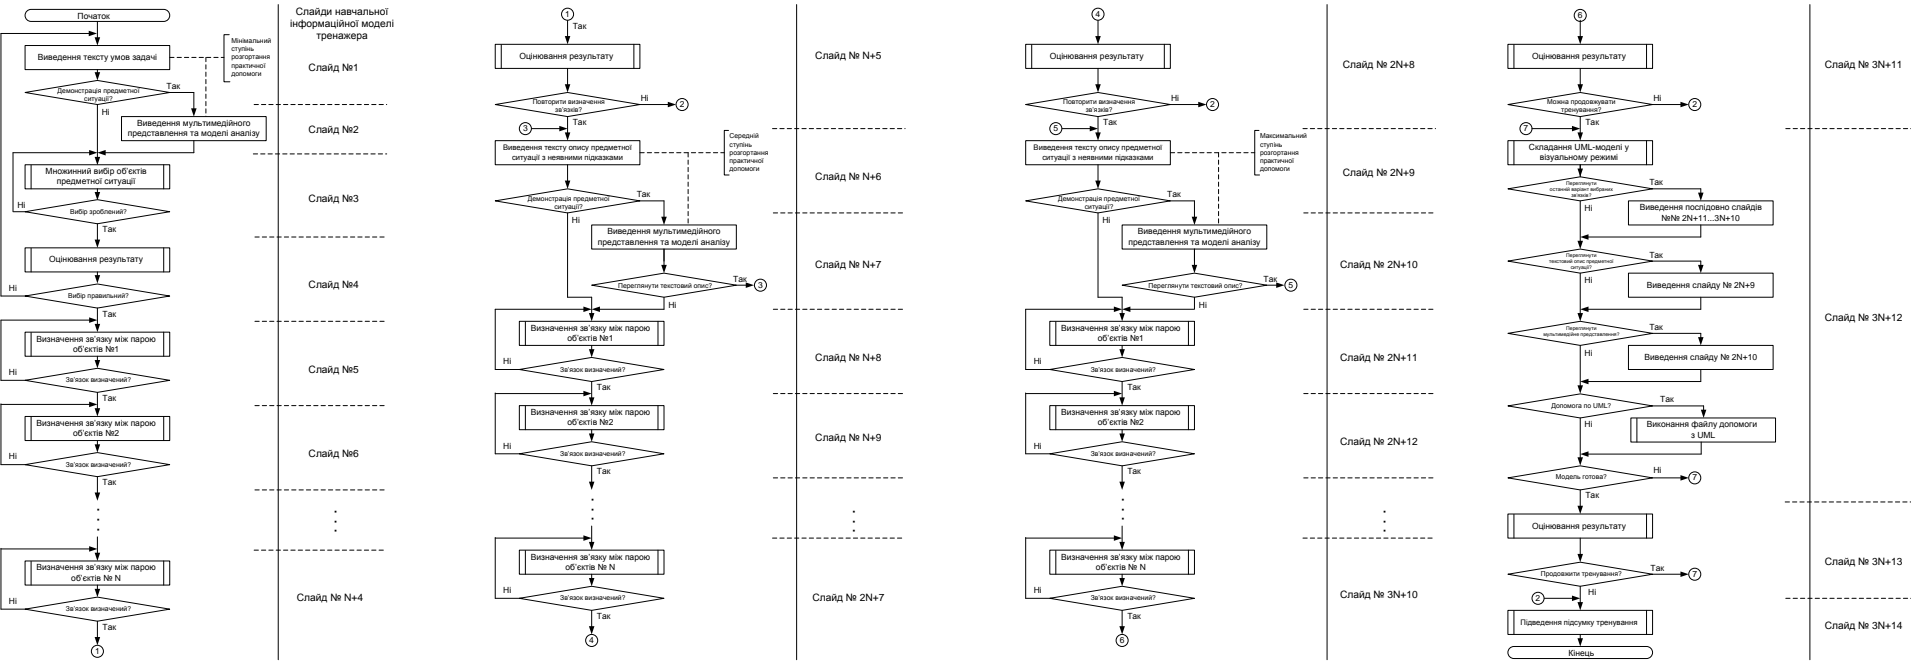 Початок
Слайди навчальної
інформаційної моделі
тренажера
Виведення тексту умов задачі
Мінімальний
ступінь
розгортання
практичної
допомоги
Слайд №1
Демонстрація предметної
ситуації?
Так
Ні
Виведення мультимедійного
представлення та моделі аналізу
Слайд №2
Множинний вибір об'єктів
предметної ситуації
Ні
Вибір зроблений?
Так
Слайд №3
Оцінювання результату
Ні
Вибір правильний?
Так
Слайд №4
Визначення зв'язку між парою
об'єктів №1
Ні
Зв'язок визначений?
Так
Слайд №5
Визначення зв'язку між парою
об'єктів №2
Ні
Зв'язок визначений?
Так
Слайд №6
Визначення зв'язку між парою
об'єктів № N
Ні
Зв'язок визначений?
Так
Слайд № N+4
1
1
Так
Оцінювання результату
Слайд № N+5
Повторити визначення
зв'язків?
Ні
2
3
Так
Виведення тексту опису предметної
ситуації з неявними підказками
Середній
ступінь
розгортання
практичної
допомоги
Слайд № N+6
Демонстрація предметної
ситуації?
Так
Ні
Виведення мультимедійного
представлення та моделі аналізу
Слайд № N+7
Переглянути текстовий опис?
Так
3
Ні
Визначення зв'язку між парою
об'єктів №1
Ні
Зв'язок визначений?
Так
Слайд № N+8
Визначення зв'язку між парою
об'єктів №2
Ні
Зв'язок визначений?
Так
Слайд № N+9
Визначення зв'язку між парою
об'єктів № N
Ні
Зв'язок визначений?
Так
Слайд № 2N+7
4
4
Так
Оцінювання результату
Слайд № 2N+8
Повторити визначення
зв'язків?
Ні
2
5
Так
Виведення тексту опису предметної
ситуації з неявними підказками
Максимальний
ступінь
розгортання
практичної
допомоги
Слайд № 2N+9
Демонстрація предметної
ситуації?
Так
Ні
Виведення мультимедійного
представлення та моделі аналізу
Слайд № 2N+10
Переглянути текстовий опис?
Так
5
Ні
Визначення зв'язку між парою
об'єктів №1
Ні
Зв'язок визначений?
Так
Слайд № 2N+11
Визначення зв'язку між парою
об'єктів №2
Ні
Зв'язок визначений?
Так
Слайд № 2N+12
Визначення зв'язку між парою
об'єктів № N
Ні
Зв'язок визначений?
Так
Слайд № 3N+10
6
6
Оцінювання результату
Слайд № 3N+11
Можна продовжувати
тренування?
Ні
2
7
Так
Складання UML-моделі у
візуальному режимі
Переглянути
останній варіант вибраних
зв'язків?
Так
Ні
Виведення послідовно слайдів
№№ 2N+11...3N+10
Переглянути
текстовий опис предметної
ситуації?
Так
Ні
Виведення слайду № 2N+9
Слайд № 3N+12
Переглянути
мультимедійне представлення?
Так
Ні
Виведення слайду № 2N+10
Допомога по UML?
Так
Ні
Виконання файлу допомоги
з UML
Модель готова?
Ні
7
Так
Оцінювання результату
Слайд № 3N+13
Продовжити тренування?
Так
7
2
Ні
Підведення підсумку тренування
Слайд № 3N+14
Кінець